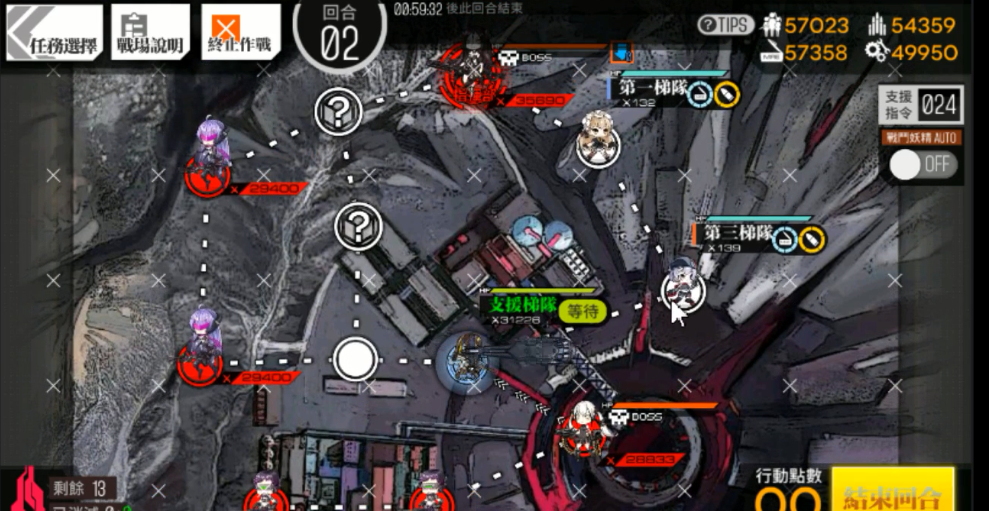 任務選擇
戰場說明
終止作戰
回合
02
00:59:32 後此回合結束
?TIPS
57023
54359
57358
49950
支援指令 024
戰鬥妖精 AUTO
OFF
BOSS
35690
第一梯隊
X132
?
X 29400
?
第三梯隊
X139
HP
支援梯隊
X31226
等待
X 29400
HP
BOSS
X 28833
剩餘 13
行動點數
00
結束回合